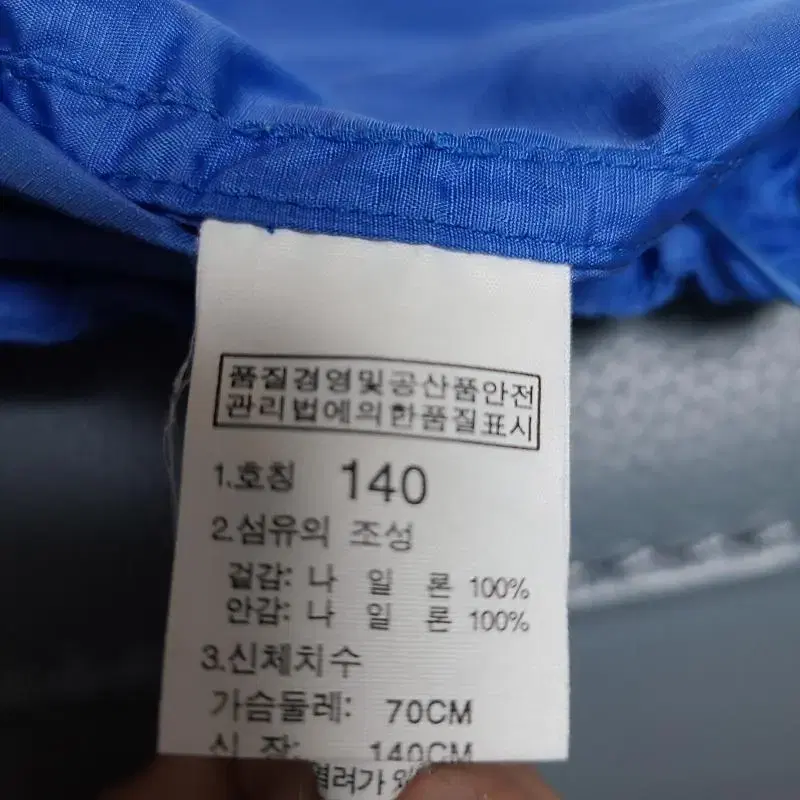 품질경영및공산품안전
관리법에의한품질표시
1.호칭 140
2.섬유의 조성
겉감: 나 일 론 100%
안감: 나 일 론 100%
3.신체치수
가슴둘레: 70CM
신 장: 140CM